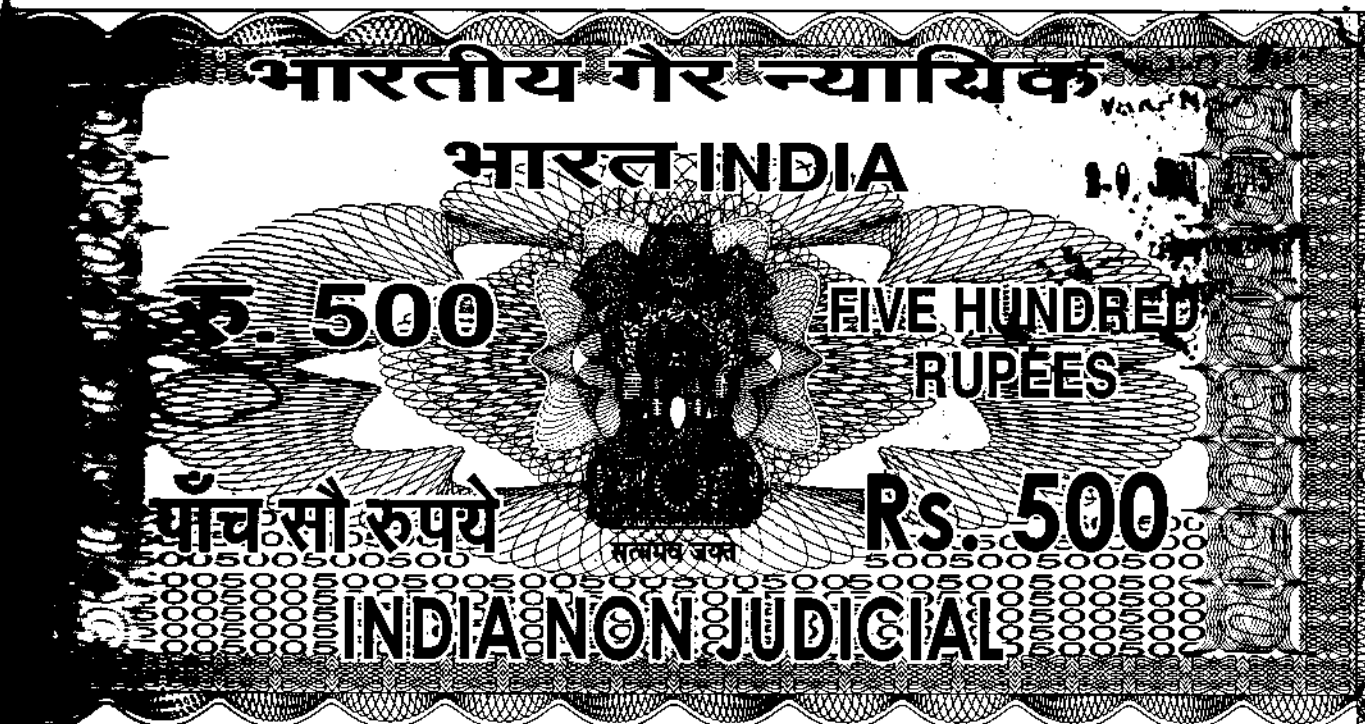 भारतीय गैर न्यायिक
भारत INDIA
रु. 500
FIVE HUNDRED
RUPEES
पाँच सौ रुपये
Rs. 500
सत्यमेव जयते
INDIA NON JUDICIAL